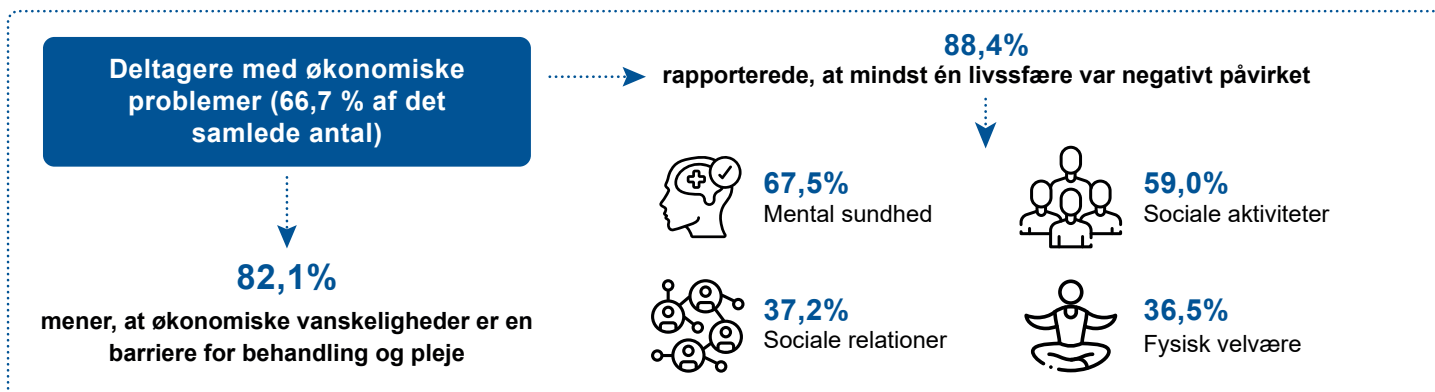 Deltagere med økonomiske
problemer (66,7 % af det
samlede antal)
82,1%
mener, at økonomiske vanskeligheder er en
barriere for behandling og pleje
88,4%
rapporterede, at mindst én livssfære var negativt påvirket
67,5%
Mental sundhed
59,0%
Sociale aktiviteter
37,2%
Sociale relationer
36,5%
Fysisk velvære